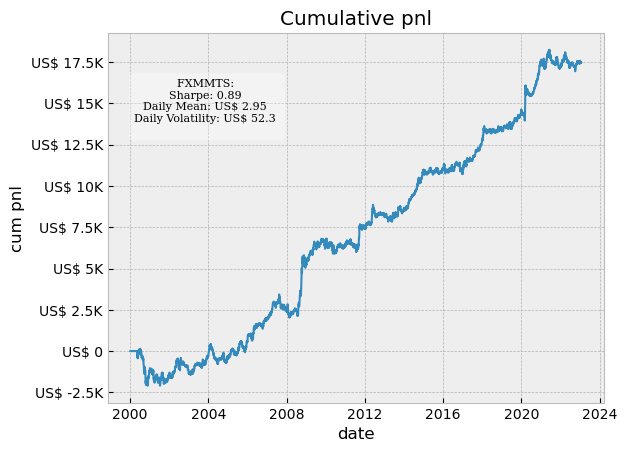 Cumulative pnl
US$ 17.5K
US$ 15K
US$ 12.5K
US$ 10K
US$ 7.5K
US$ 5K
US$ 2.5K
US$ 0
US$ -2.5K
cum pnl
FXMMTS:
Sharpe: 0.89
Daily Mean: US$ 2.95
Daily Volatility: US$ 52.3
2000 2004 2008 2012 2016 2020 2024
date